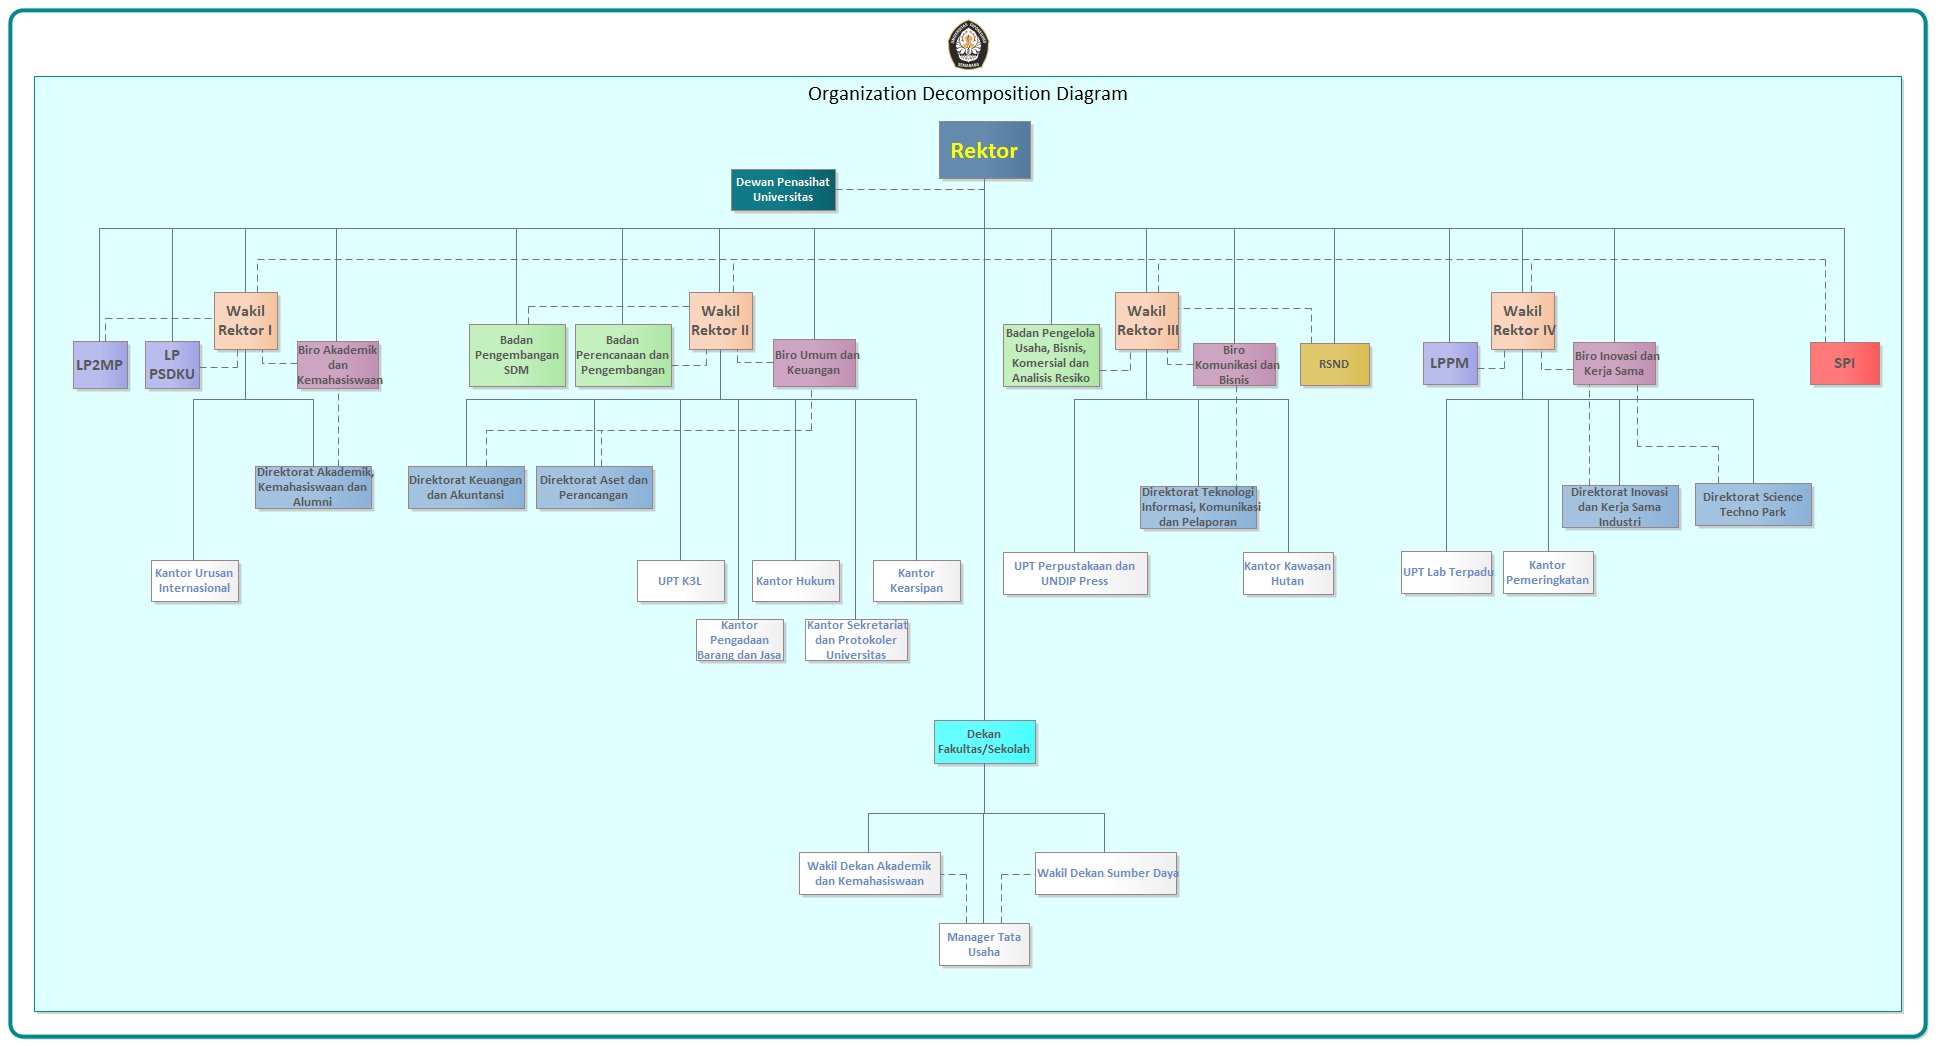 Organization Decomposition Diagram
Rektor
Dewan Penasihat
Universitas
Wakil
Rektor I
Wakil
Rektor II
Wakil
Rektor III
Wakil
Rektor IV
LP2MP
LP
PSDKU
Biro Akademik
dan
Kemahasiswaan
Badan
Pengembangan
SDM
Badan
Perencanaan dan
Pengembangan
Biro Umum dan
Keuangan
Badan Pengelola
Usaha, Bisnis,
Komersial dan
Analisis Resiko
Biro
Komunikasi dan
Bisnis
RSND
LPPM
Biro Inovasi dan
Kerja Sama
SPI
Direktorat Akademik,
Kemahasiswaan dan
Alumni
Direktorat Keuangan
dan Akuntansi
Direktorat Aset dan
Perancangan
Direktorat Teknologi
Informasi, Komunikasi
dan Pelaporan
Direktorat Inovasi
dan Kerja Sama
Industri
Direktorat Science
Techno Park
Kantor Urusan
Internasional
UPT K3L
Kantor Hukum
Kantor
Kearsipan
UPT Perpustakaan dan
UNDIP Press
Kantor Kawasan
Hutan
UPT Lab Terpadu
Kantor
Pemeringkatan
Kantor
Pengadaan
Barang dan Jasa
Kantor Sekretariat
dan Protokoler
Universitas
Dekan
Fakultas/Sekolah
Wakil Dekan Akademik
dan Kemahasiswaan
Wakil Dekan Sumber Daya
Manager Tata
Usaha